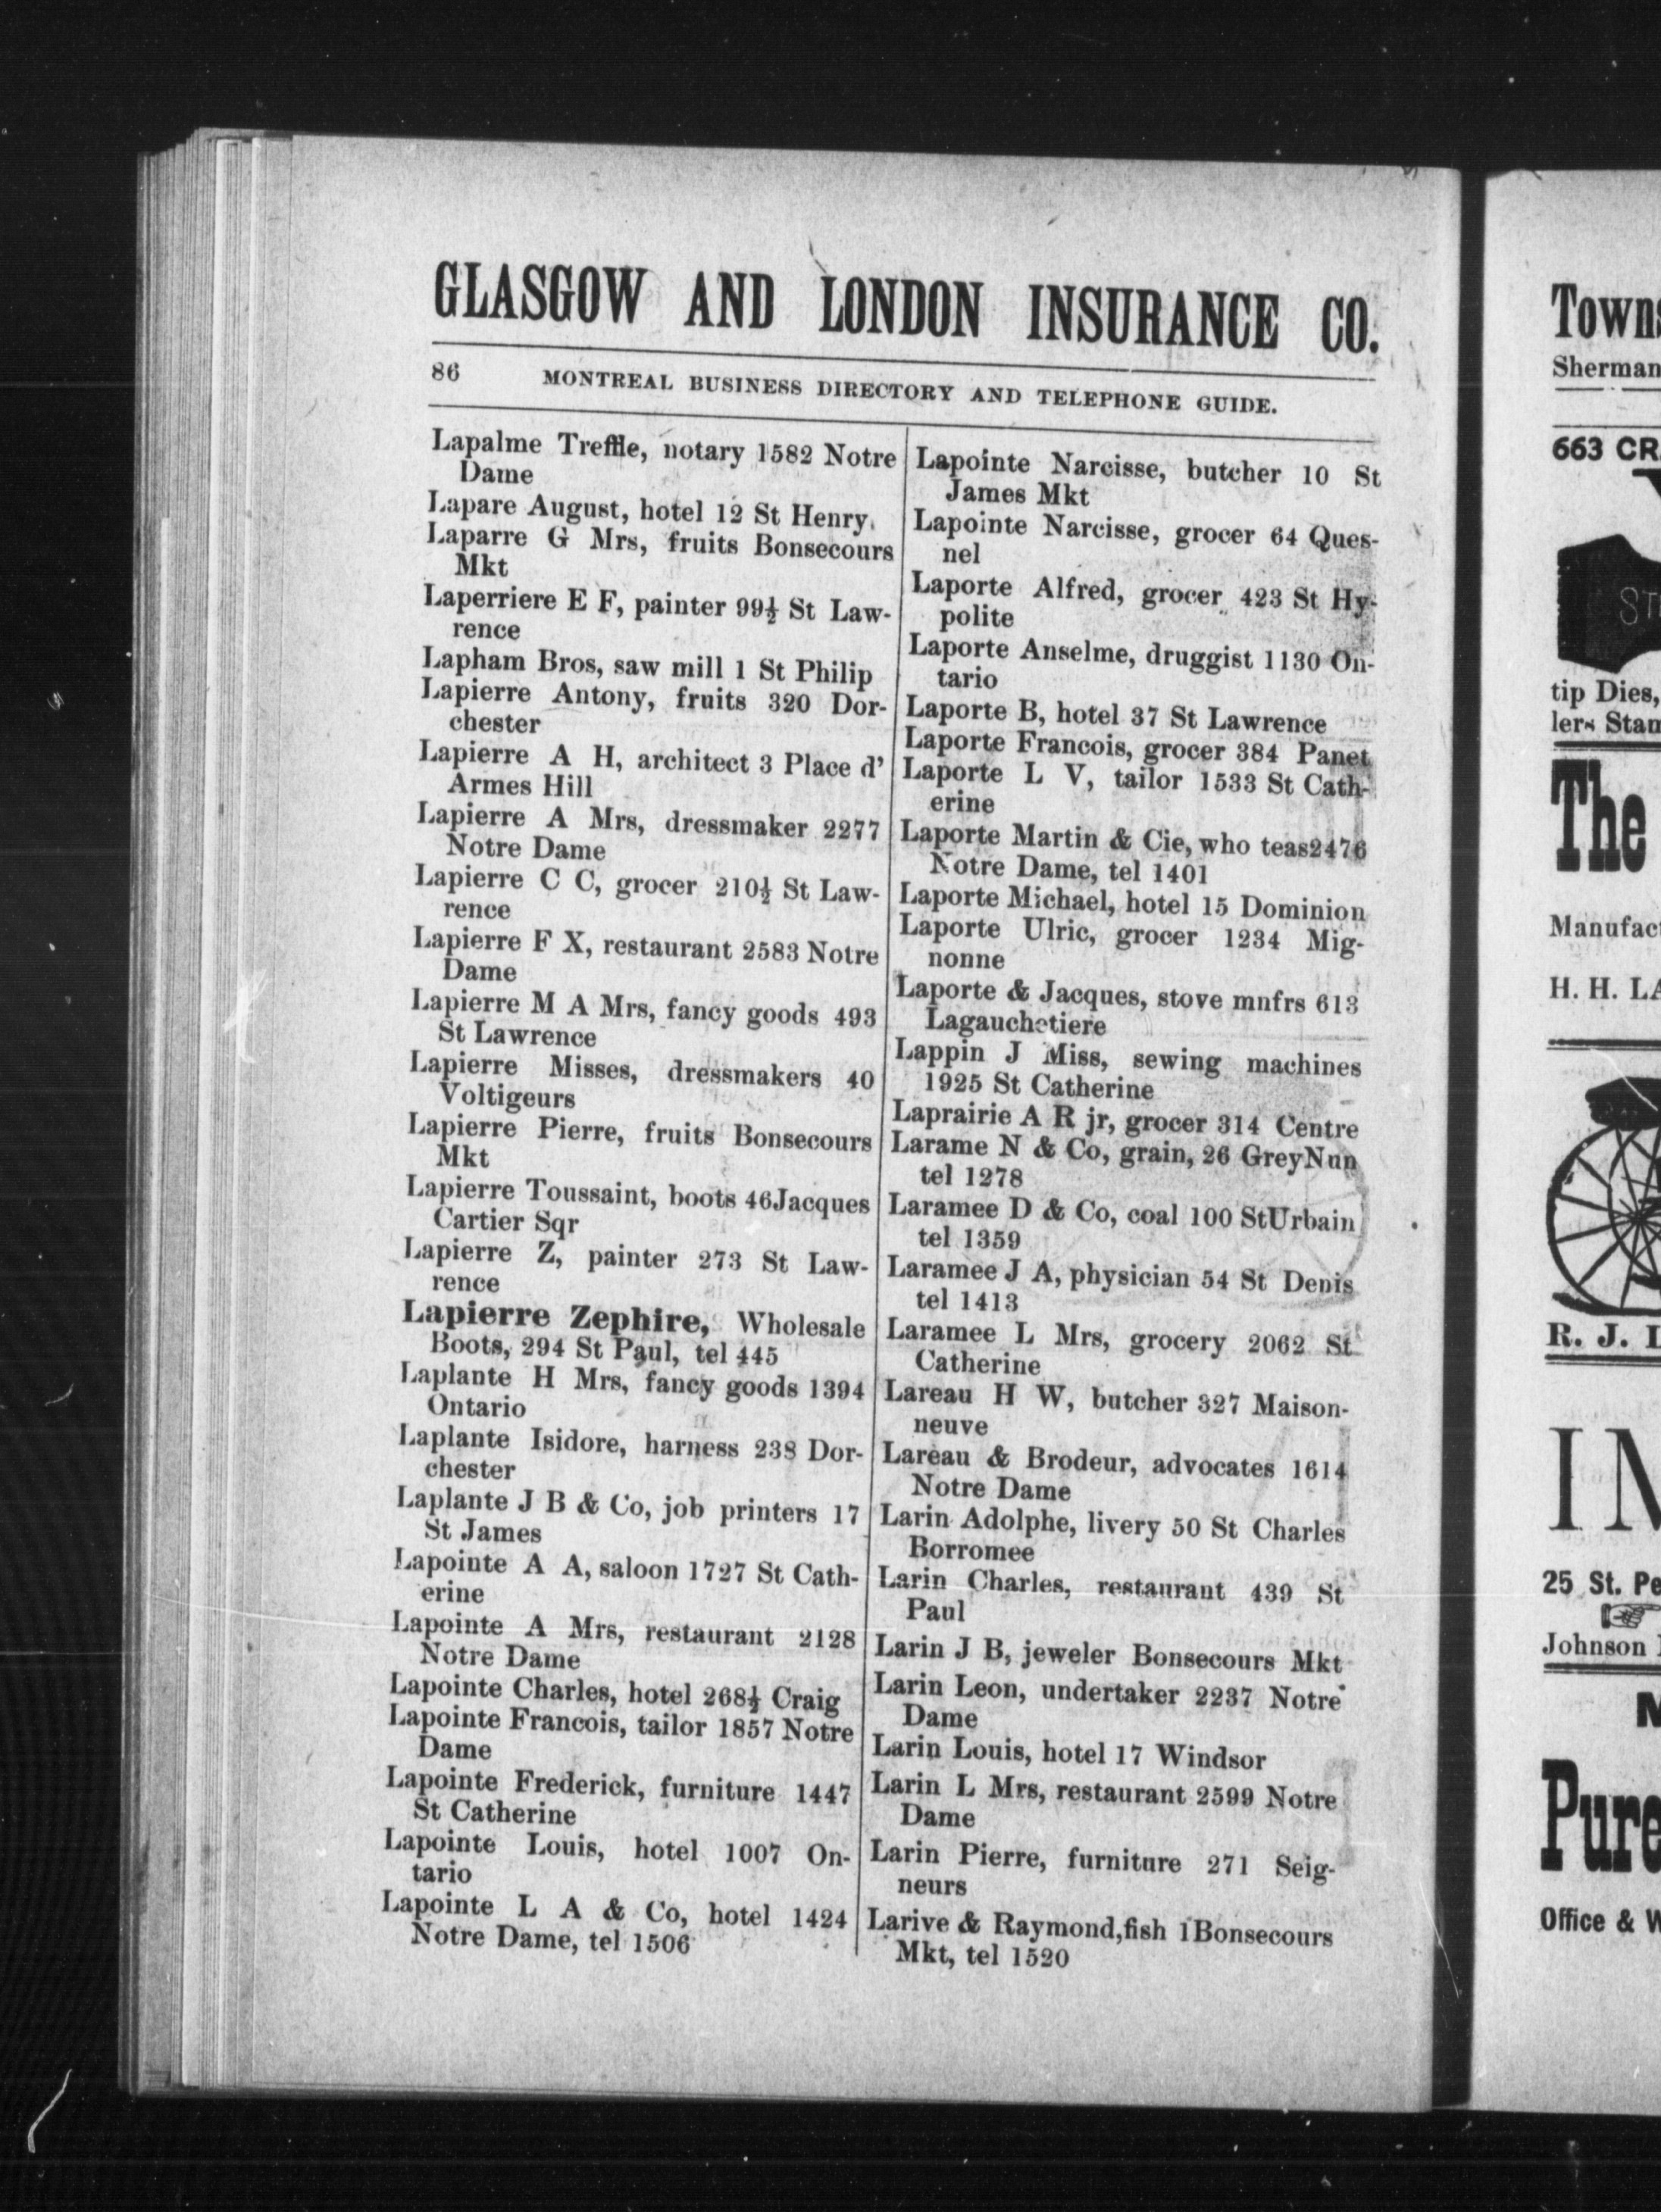 GLASGOW AND LONDON INSURANCE CO.
86 MONTREAL BUSINESS DIRECTORY AND TELEPHONE GUIDE.
Lapalme Treffle, notary 1582 Notre
Dame
Lapare August, hotel 12 St Henry.
Laparre G Mrs, fruits Bonsecours
Mkt
Laperriere E F, painter 99½ St Law-
rence
Lapham Bros, saw mill 1 St Philip
Lapierre Antony, fruits 320 Dor-
chester
Lapierre A H, architect 3 Place d'
Armes Hill
Lapierre A Mrs, dressmaker 2277
Notre Dame
Lapierre C C, grocer 210½ St Law-
rence
Lapierre F X, restaurant 2583 Notre
Dame
Lapierre M A Mrs, fancy goods 493
St Lawrence
Lapierre Misses, dressmakers 40
Voltigeurs
Lapierre Pierre, fruits Bonsecours
Mkt
Lapierre Toussaint, boots 46Jacques
Cartier Sqr
Lapierre Z, painter 273 St Law-
rence
Lapierre Zephire, Wholesale
Boots, 294 St Paul, tel 445
Laplante H Mrs, fancy goods 1394
Ontario
Laplante Isidore, harness 238 Dor-
chester
Laplante J B & Co, job printers 17
St James
Lapointe A A, saloon 1727 St Cath-
erine
Lapointe A Mrs, restaurant 2128
Notre Dame
Lapointe Charles, hotel 268½ Craig
Lapointe Francois, tailor 1857 Notre
Dame
Lapointe Frederick, furniture 1447
St Catherine
Lapointe Louis, hotel 1007 On-
tario
Lapointe L A & Co, hotel 1424
Notre Dame, tel 1506
Lapointe Narcisse, butcher 10 St
James Mkt
Lapointe Narcisse, grocer 64 Ques-
nel
Laporte Alfred, grocer 423 St Hy-
polite
Laporte Anselme, druggist 1130 On-
tario
Laporte B, hotel 37 St Lawrence
Laporte Francois, grocer 384 Panet
Laporte L V, tailor 1533 St Cath-
erine
Laporte Martin & Cie, who teas2476
Notre Dame, tel 1401
Laporte Michael, hotel 15 Dominion
Laporte Ulric, grocer 1234 Mig-
nonne
Laporte & Jacques, stove mnfrs 613
Lagauchetiere
Lappin J Miss, sewing machines
1925 St Catherine
Laprairie A R jr, grocer 314 Centre
Larame N & Co, grain, 26 GreyNun
tel 1278
Laramee D & Co, coal 100 StUrbain
tel 1359
Laramee J A, physician 54 St Denis
tel 1413
Laramee L Mrs, grocery 2062 St
Catherine
Lareau H W, butcher 327 Maison-
neuve
Lareau & Brodeur, advocates 1614
Notre Dame
Larin Adolphe, livery 50 St Charles
Borromee
Larin Charles, restaurant 439 St
Paul
Larin J B, jeweler Bonsecours Mkt
Larin Leon, undertaker 2237 Notre
Dame
Larin Louis, hotel 17 Windsor
Larin L Mrs, restaurant 2599 Notre
Dame
Larin Pierre, furniture 271 Seig-
neurs
Larive & Raymond,fish 1Bonsecours
Mkt, tel 1520
Towns
Sherman
663 CR
tip Dies,
lers Stam
The
Manufac
H. H. LA
R. J.
25 St. Pe
Johnson
Pure
Office & W